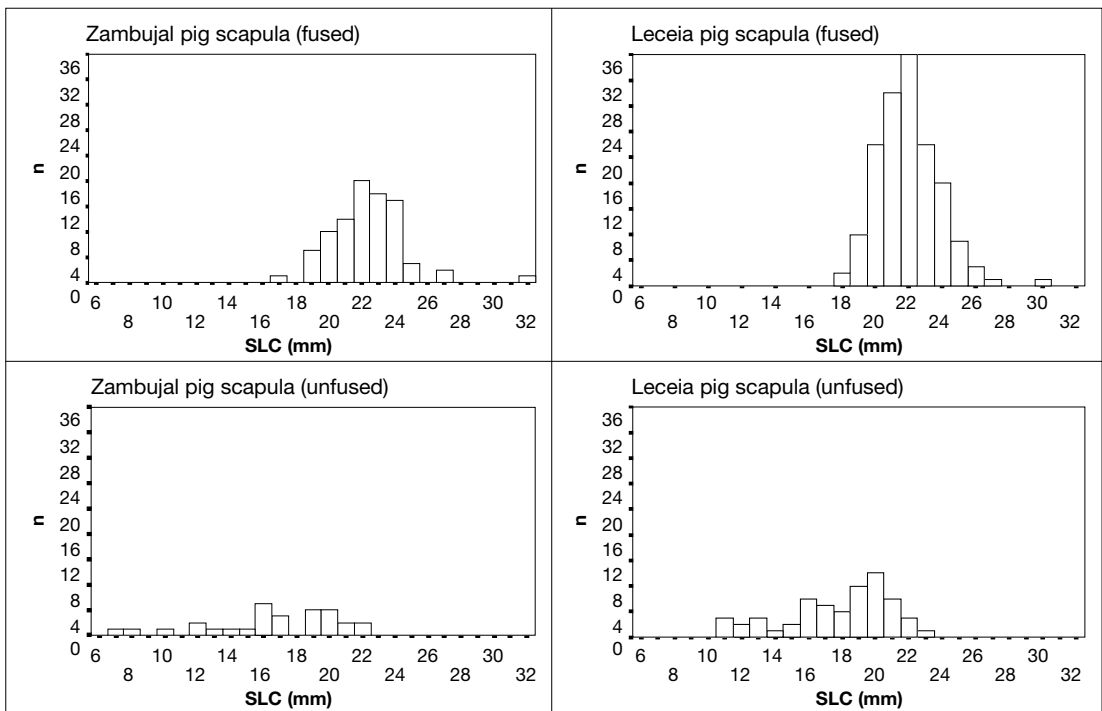 Zambujal pig scapula (fused)
36
32
28
24
20
16
12
8
4
0
n
6 10 14 18 22 26 30
8 12 16 20 24 28 32
SLC (mm)
Leceia pig scapula (fused)
36
32
28
24
20
16
12
8
4
0
n
6 10 14 18 22 26 30
8 12 16 20 24 28 32
SLC (mm)
Zambujal pig scapula (unfused)
36
32
28
24
20
16
12
8
4
0
n
6 10 14 18 22 26 30
8 12 16 20 24 28 32
SLC (mm)
Leceia pig scapula (unfused)
36
32
28
24
20
16
12
8
4
0
n
6 10 14 18 22 26 30
8 12 16 20 24 28 32
SLC (mm)